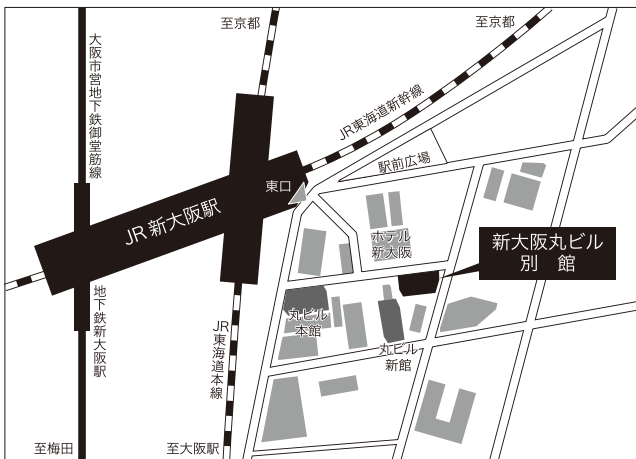 至京都
至京都
大阪市営地下鉄御堂筋線
JR東海道新幹線
駅前広場
東口
JR新大阪駅
ホテル
新大阪
新大阪丸ビル
別　館
地下鉄新大阪駅
丸ビル
本館
JR東海道本線
丸ビル
新館
至梅田
至大阪駅